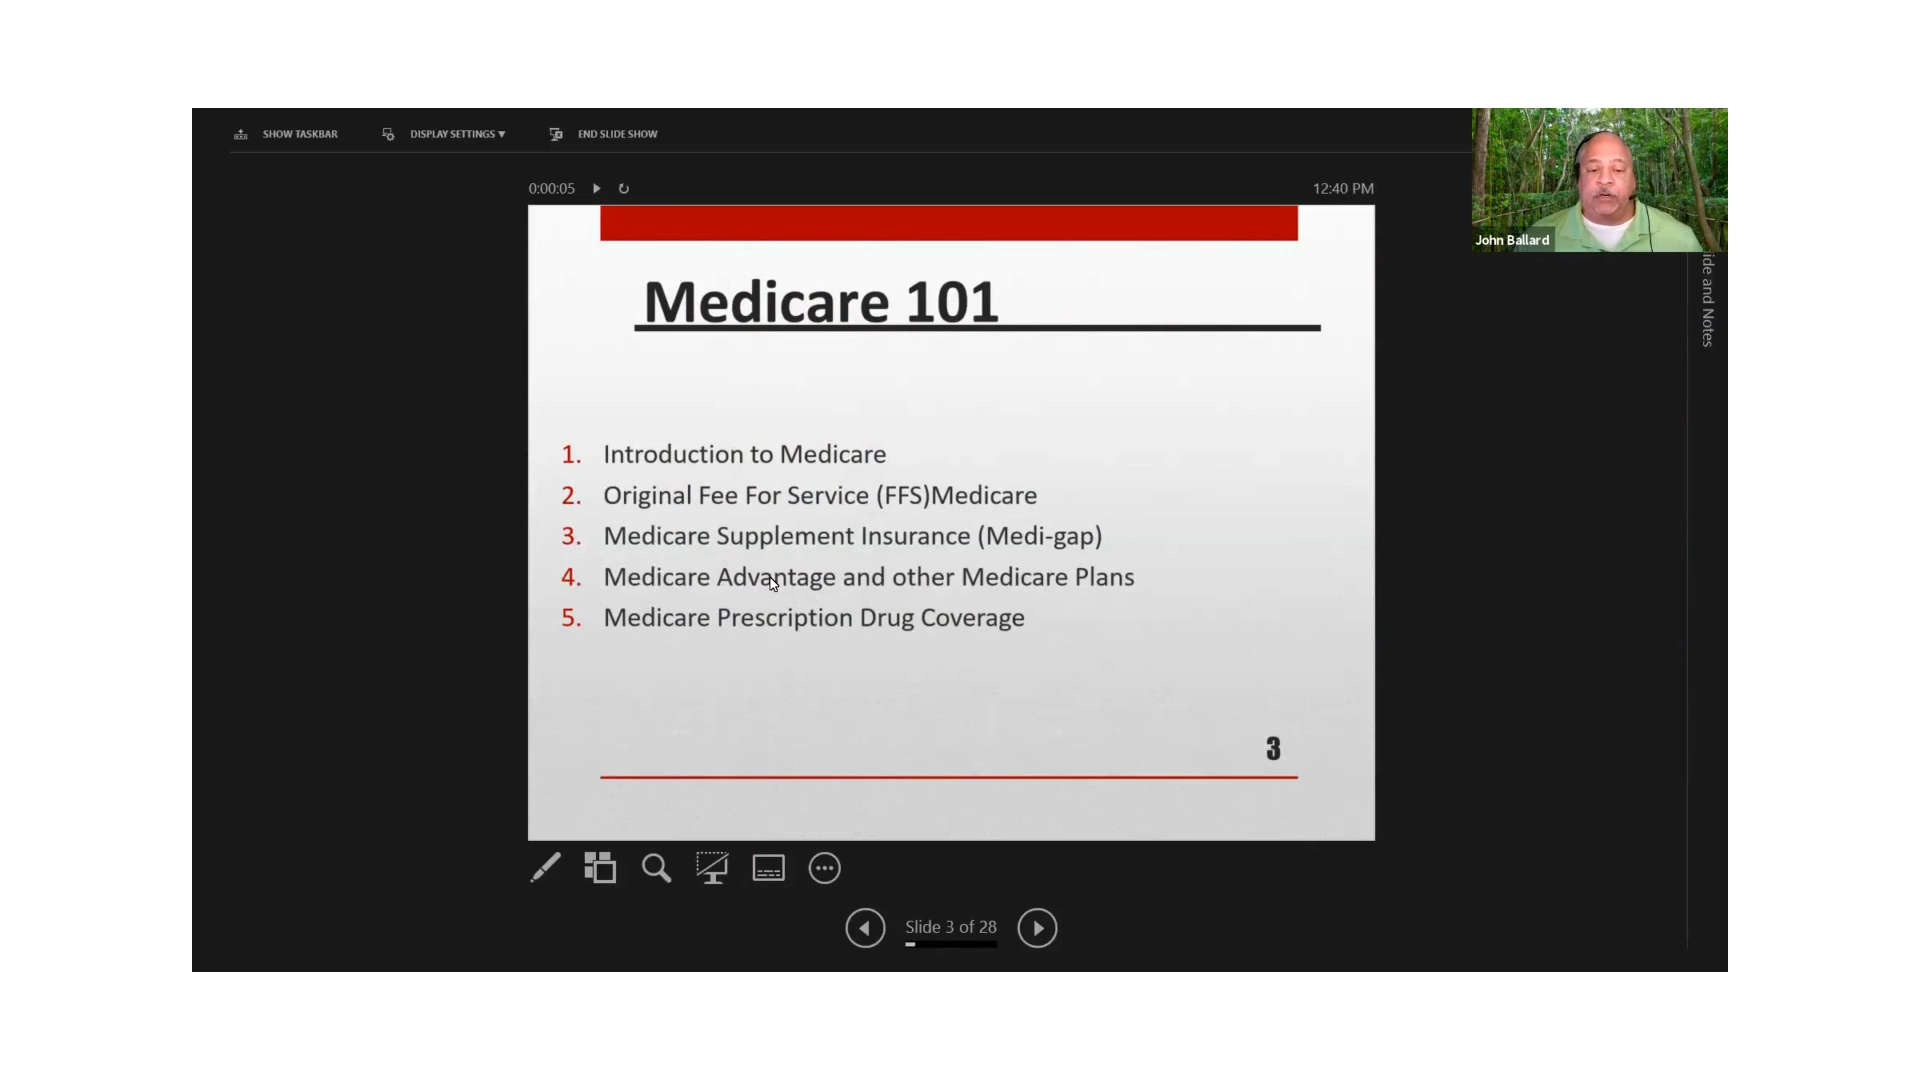 SHOW TASKBAR
DISPLAY SETTINGS ▼
END SLIDE SHOW
0:00:05
12:40 PM
John Ballard
ide and Notes
Medicare 101
1. Introduction to Medicare
2. Original Fee For Service (FFS)Medicare
3. Medicare Supplement Insurance (Medi-gap)
4. Medicare Advantage and other Medicare Plans
5. Medicare Prescription Drug Coverage
3
Slide 3 of 28